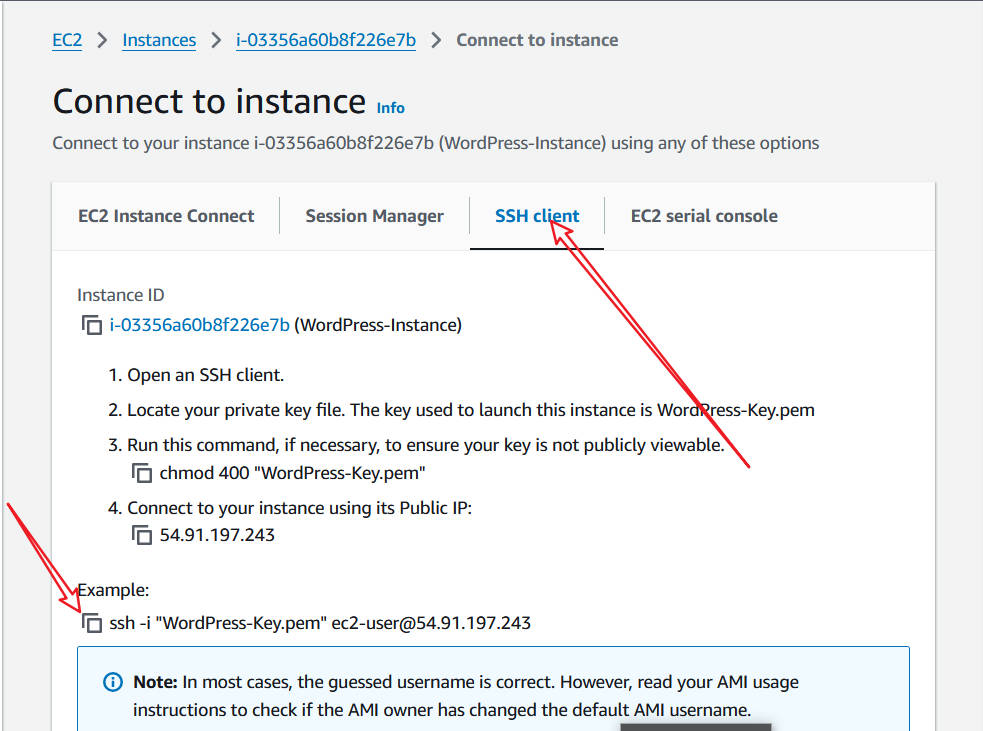 EC2 > Instances > i-03356a60b8f226e7b > Connect to instance
Connect to instance Info
Connect to your instance i-03356a60b8f226e7b (WordPress-Instance) using any of these options
EC2 Instance Connect Session Manager SSH client EC2 serial console
Instance ID
i-03356a60b8f226e7b (WordPress-Instance)
1. Open an SSH client.
2. Locate your private key file. The key used to launch this instance is WordPress-Key.pem
3. Run this command, if necessary, to ensure your key is not publicly viewable.
chmod 400 "WordPress-Key.pem"
4. Connect to your instance using its Public IP:
54.91.197.243
Example:
ssh -i "WordPress-Key.pem" ec2-user@54.91.197.243
Note: In most cases, the guessed username is correct. However, read your AMI usage
instructions to check if the AMI owner has changed the default AMI username.